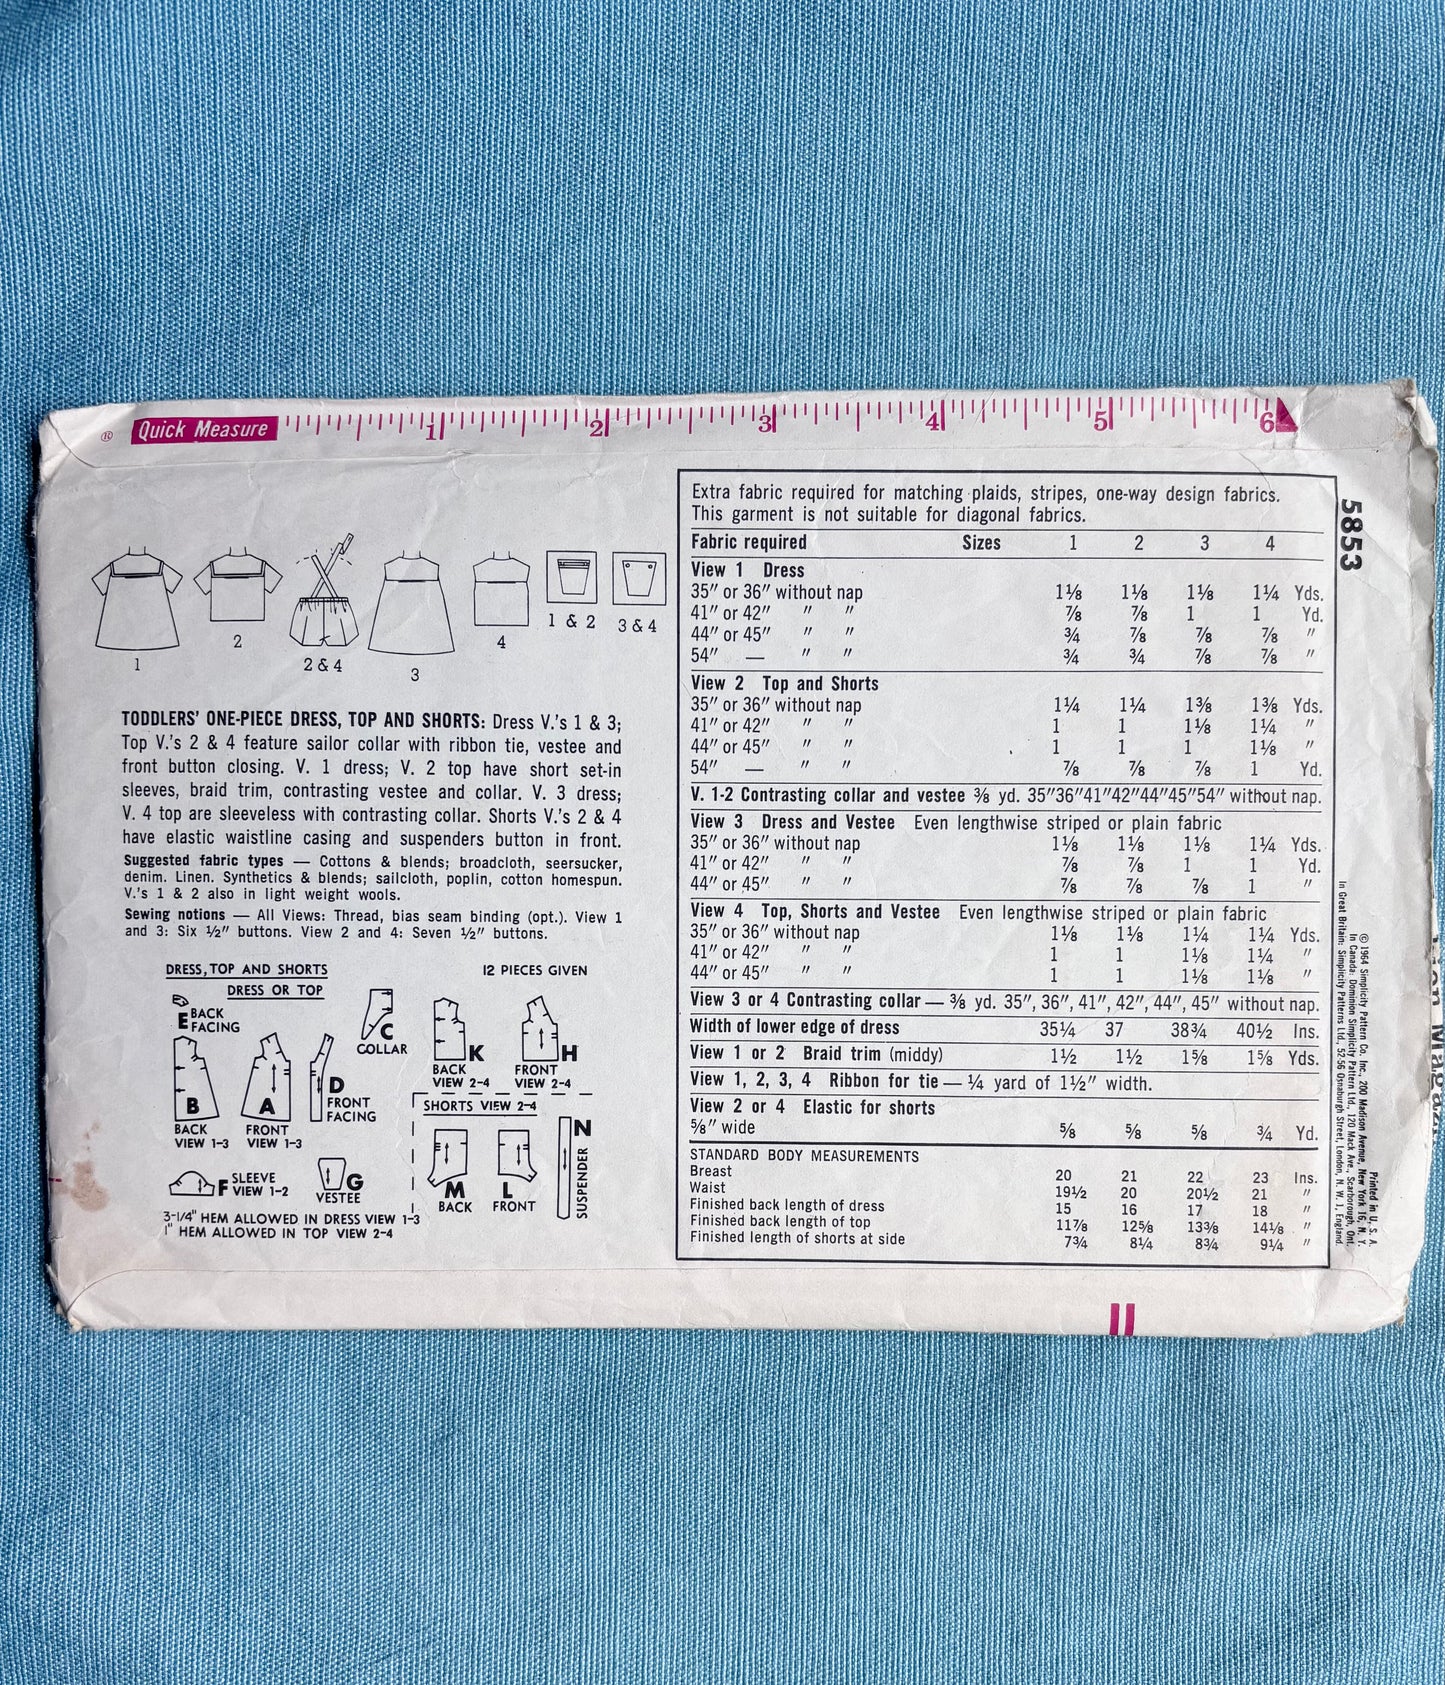 ® Quick Measure 1 2 3 4 5 6
1
2
2 & 4
3
4
1 & 2
3 & 4
TODDLERS' ONE-PIECE DRESS, TOP AND SHORTS: Dress V.'s 1 & 3;
Top V.'s 2 & 4 feature sailor collar with ribbon tie, vestee and
front button closing. V. 1 dress; V. 2 top have short set-in
sleeves, braid trim, contrasting vestee and collar. V. 3 dress;
V. 4 top are sleeveless with contrasting collar. Shorts V.'s 2 & 4
have elastic waistline casing and suspenders button in front.
Suggested fabric types — Cottons & blends; broadcloth, seersucker,
denim. Linen. Synthetics & blends; sailcloth, poplin, cotton homespun.
V.'s 1 & 2 also in light weight wools.
Sewing notions — All Views: Thread, bias seam binding (opt.). View 1
and 3: Six ½" buttons. View 2 and 4: Seven ½" buttons.
DRESS, TOP AND SHORTS
12 PIECES GIVEN
DRESS OR TOP
E BACK
FACING
C
COLLAR
K
BACK
VIEW 2-4
H
FRONT
VIEW 2-4
B
BACK
VIEW 1-3
A
FRONT
VIEW 1-3
D
FRONT
FACING
SHORTS VIEW 2-4
F SLEEVE
VIEW 1-2
G
VESTEE
M
BACK
L
FRONT
N
SUSPENDER
3-1/4" HEM ALLOWED IN DRESS VIEW 1-3
1" HEM ALLOWED IN TOP VIEW 2-4
Extra fabric required for matching plaids, stripes, one-way design fabrics.
This garment is not suitable for diagonal fabrics.
Fabric required Sizes 1 2 3 4
View 1 Dress
35" or 36" without nap 1⅛ 1⅛ 1⅛ 1¼ Yds.
41" or 42" " " ⅞ ⅞ 1 1 Yd.
44" or 45" " " ¾ ⅞ ⅞ ⅞ "
54" — " " ¾ ¾ ⅞ ⅞ "
View 2 Top and Shorts
35" or 36" without nap 1¼ 1¼ 1⅜ 1⅜ Yds.
41" or 42" " " 1 1 1⅛ 1¼ "
44" or 45" " " 1 1 1 1⅛ "
54" — " " ⅞ ⅞ ⅞ 1 Yd.
V. 1-2 Contrasting collar and vestee ⅜ yd. 35"36"41"42"44"45"54" without nap.
View 3 Dress and Vestee Even lengthwise striped or plain fabric
35" or 36" without nap 1⅛ 1⅛ 1⅛ 1¼ Yds.
41" or 42" " " ⅞ ⅞ 1 1 Yd.
44" or 45" " " ⅞ ⅞ ⅞ 1 "
View 4 Top, Shorts and Vestee Even lengthwise striped or plain fabric
35" or 36" without nap 1⅛ 1⅛ 1¼ 1¼ Yds.
41" or 42" " " 1 1 1⅛ 1¼ "
44" or 45" " " 1 1 1⅛ 1⅛ "
View 3 or 4 Contrasting collar — ⅜ yd. 35", 36", 41", 42", 44", 45" without nap.
Width of lower edge of dress 35¼ 37 38¾ 40½ Ins.
View 1 or 2 Braid trim (middy) 1½ 1½ 1⅝ 1⅝ Yds.
View 1, 2, 3, 4 Ribbon for tie — ¼ yard of 1½" width.
View 2 or 4 Elastic for shorts
⅝" wide ⅝ ⅝ ⅝ ¾ Yd.
STANDARD BODY MEASUREMENTS
Breast 20 21 22 23 Ins.
Waist 19½ 20 20½ 21 "
Finished back length of dress 15 16 17 18 "
Finished back length of top 11⅞ 12⅝ 13⅜ 14⅛ "
Finished length of shorts at side 7¾ 8¼ 8¾ 9¼ "
5853
Printed in U. S. A.
© 1964 Simplicity Pattern Co. Inc., 200 Madison Avenue, New York 16, N. Y.
In Canada: Dominion Simplicity Pattern Ltd., 120 Mack Ave., Scarborough, Ont.
In Great Britain: Simplicity Patterns Ltd., 52-56 Osnaburgh Street, London, N. W. 1, England.